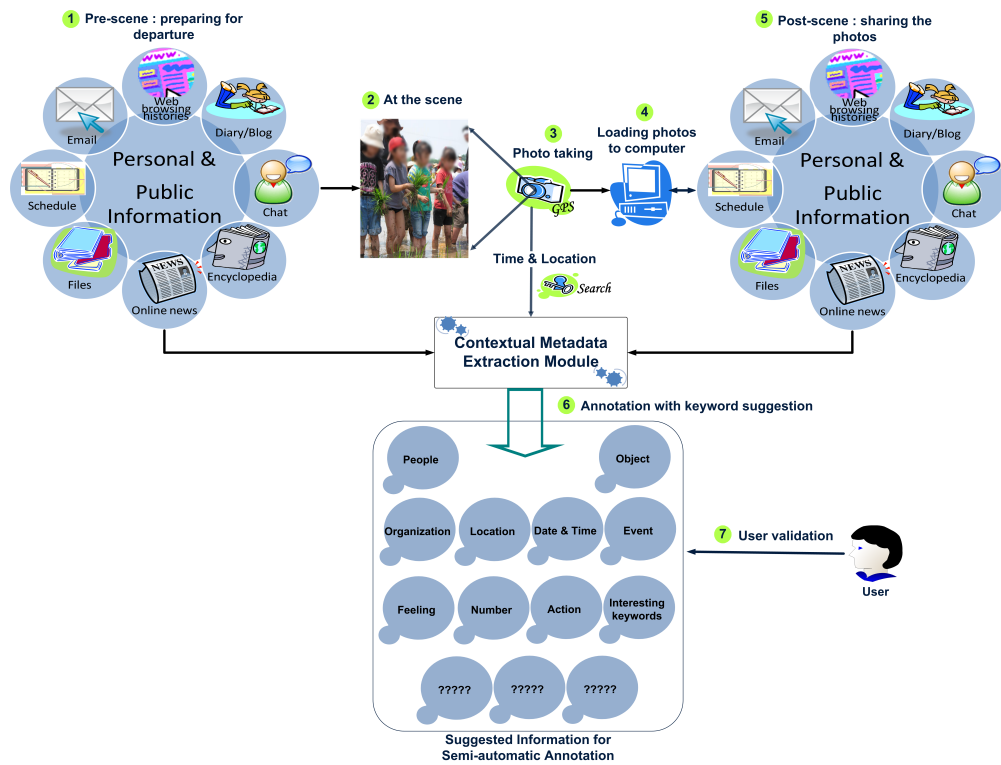 1 Pre-scene : preparing for
departure
www.
Web
browsing
histories
Email
Diary/Blog
Personal &
Public
Information
Schedule
Chat
Files
Encyclopedia
NEWS
Online news
2 At the scene
3
Photo taking
GPS
4
Loading photos
to computer
5 Post-scene : sharing the
photos
www.
Web
browsing
histories
Email
Diary/Blog
Personal &
Public
Information
Schedule
Chat
Files
Encyclopedia
NEWS
Online news
Time & Location
Search
Contextual Metadata
Extraction Module
6 Annotation with keyword suggestion
People
Object
Organization
Location
Date & Time
Event
Feeling
Number
Action
Interesting
keywords
?????
?????
?????
7 User validation
User
Suggested Information for
Semi-automatic Annotation